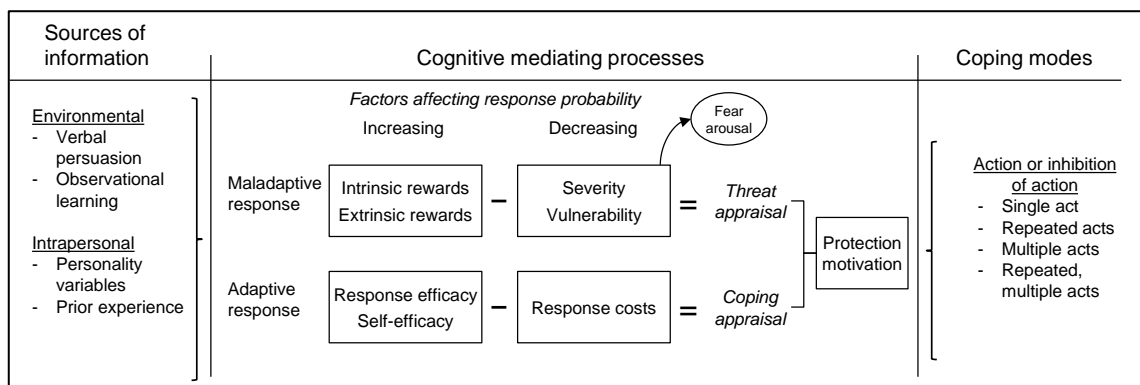 Sources of
information
Cognitive mediating processes
Coping modes
Environmental
- Verbal
persuasion
- Observational
learning
Intrapersonal
- Personality
variables
- Prior experience
Factors affecting response probability
Increasing
Decreasing
Fear
arousal
Maladaptive
response
Intrinsic rewards
Extrinsic rewards
–
Severity
Vulnerability
=
Threat
appraisal
Adaptive
response
Response efficacy
Self-efficacy
–
Response costs
=
Coping
appraisal
Protection
motivation
Action or inhibition
of action
- Single act
- Repeated acts
- Multiple acts
- Repeated,
multiple acts